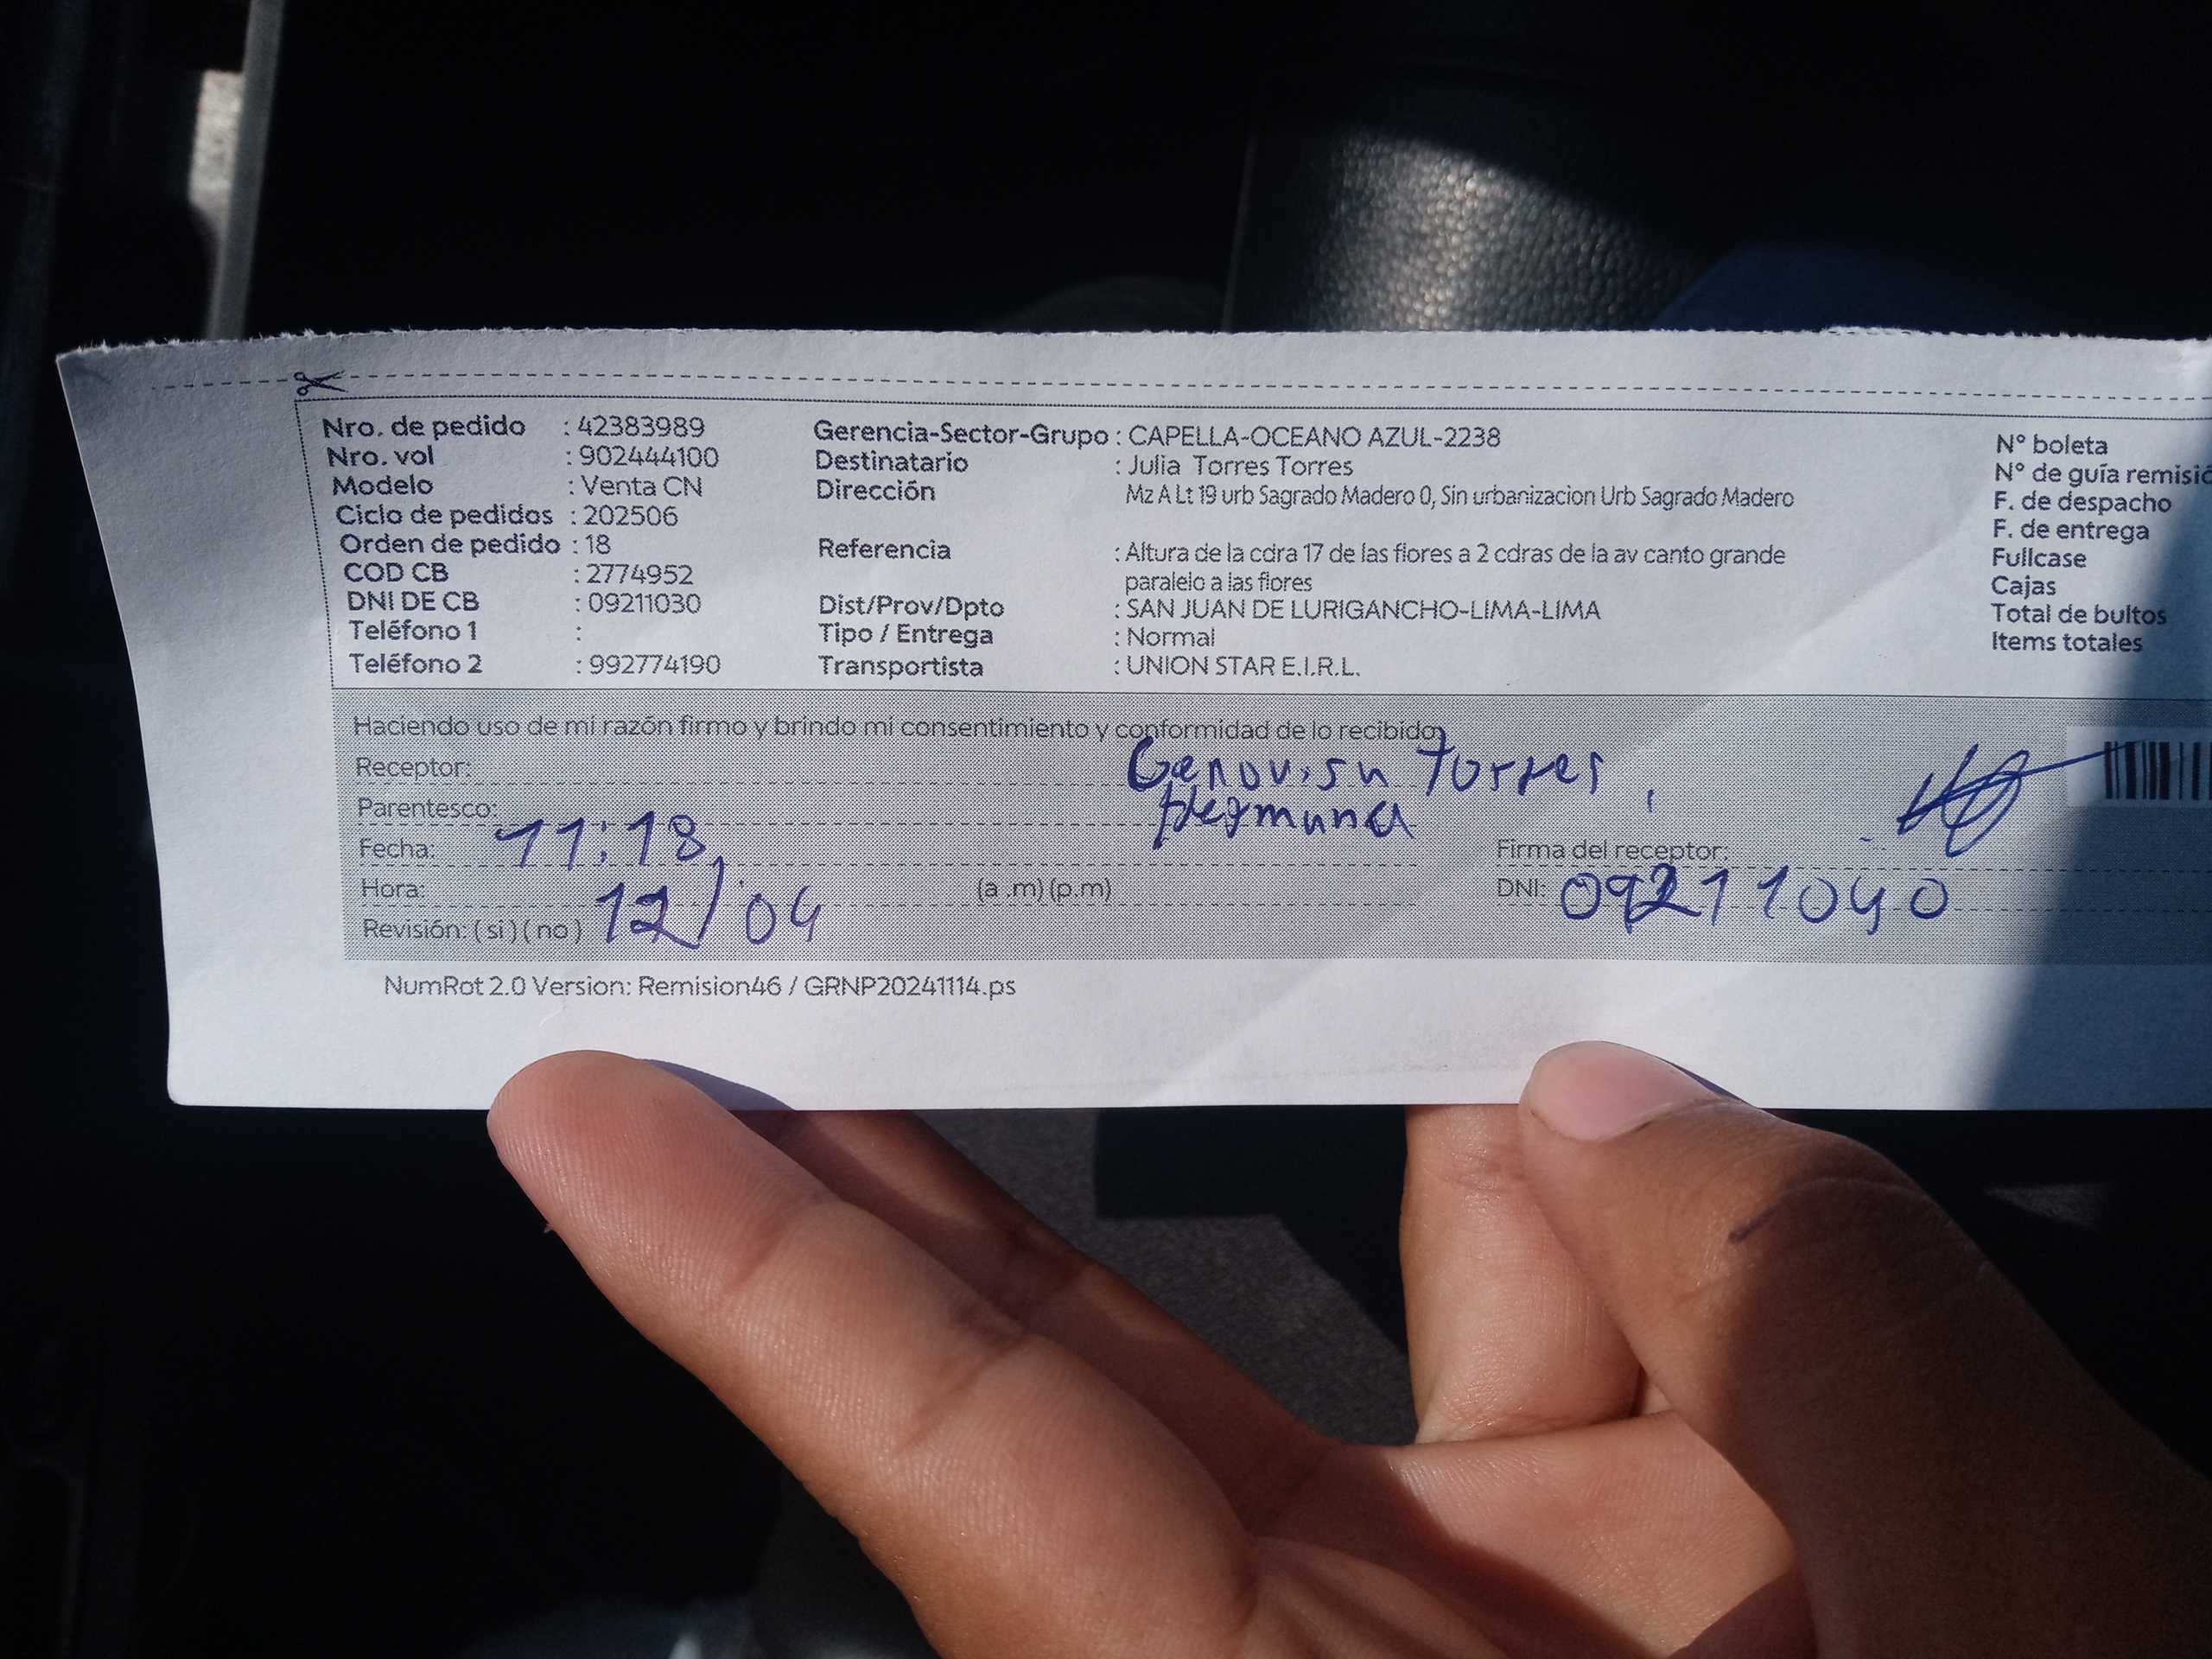 Nro. de pedido : 42383989
Nro. vol : 902444100
Modelo : Venta CN
Ciclo de pedidos : 202506
Orden de pedido : 18
COD CB : 2774952
DNI DE CB : 09211030
Teléfono 1 :
Teléfono 2 : 992774190
Gerencia-Sector-Grupo : CAPELLA-OCEANO AZUL-2238
Destinatario : Julia Torres Torres
Dirección Mz A Lt 19 urb Sagrado Madero 0, Sin urbanizacion Urb Sagrado Madero
Referencia : Altura de la cdra 17 de las flores a 2 cdras de la av canto grande
paralelo a las flores
Dist/Prov/Dpto : SAN JUAN DE LURIGANCHO-LIMA-LIMA
Tipo / Entrega : Normal
Transportista : UNION STAR E.I.R.L.
N° boleta
N° de guía remisió
F. de despacho
F. de entrega
Fullcase
Cajas
Total de bultos
Items totales
Haciendo uso de mi razón firmo y brindo mi consentimiento y conformidad de lo recibido
Receptor: Torres
Parentesco: Hermana
Fecha: 11:18
Hora: 12/04 (a .m) (p.m)
Revisión: ( si ) ( no )
Firma del receptor:
DNI: 09211040
NumRot 2.0 Version: Remision46 / GRNP20241114.ps